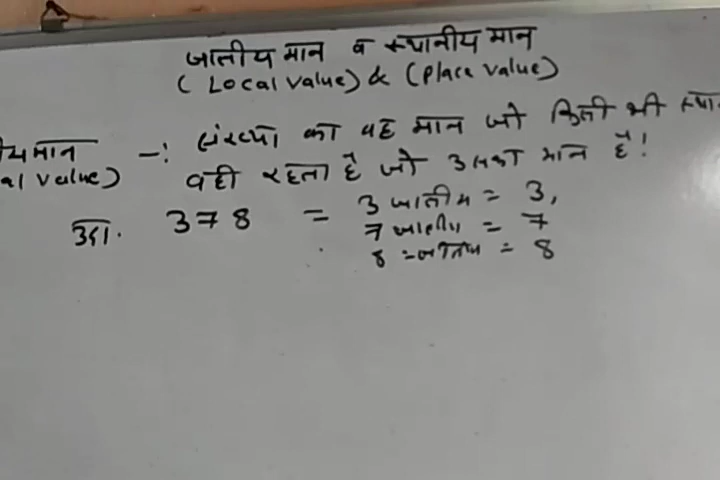 जातीय मान व स्थानीय मान
( Local value) & (Place value)
यमान -: संख्या का वह मान जो किसी भी स्था
al value) वही रहता है जो उसका मान है!
उदा. 378 = 3 जातीय = 3,
7 जातीय = 7
8 = जातीय = 8